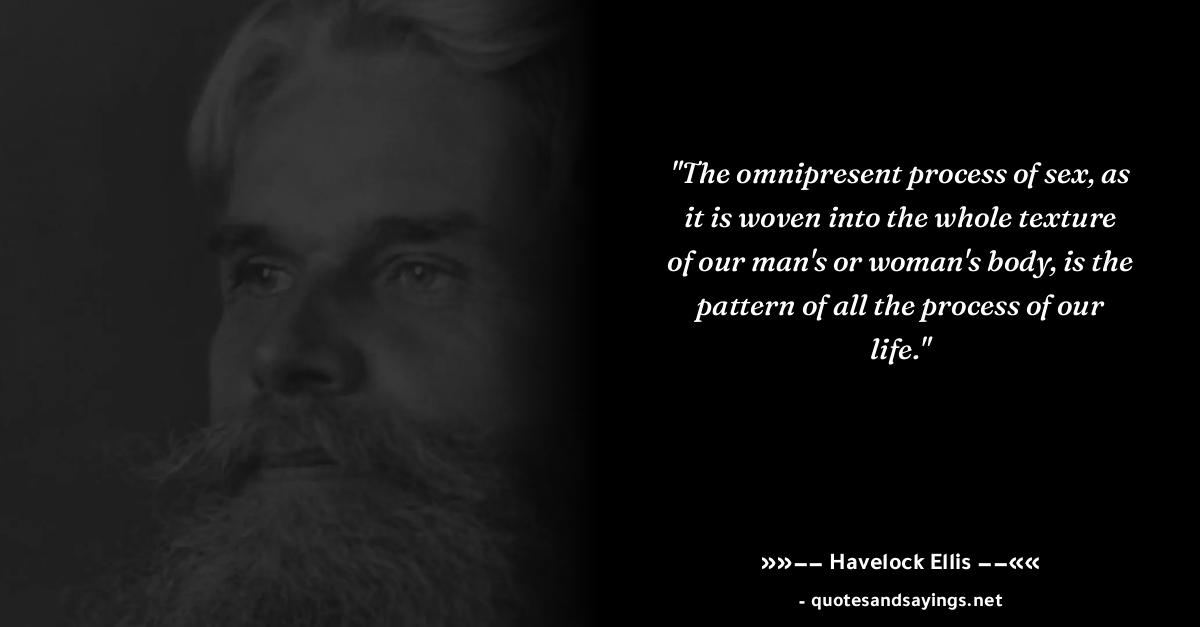 "The omnipresent process of sex, as
it is woven into the whole texture
of our man's or woman's body, is the
pattern of all the process of our
life."
»»−− Havelock Ellis −−««
- quotesandsayings.net